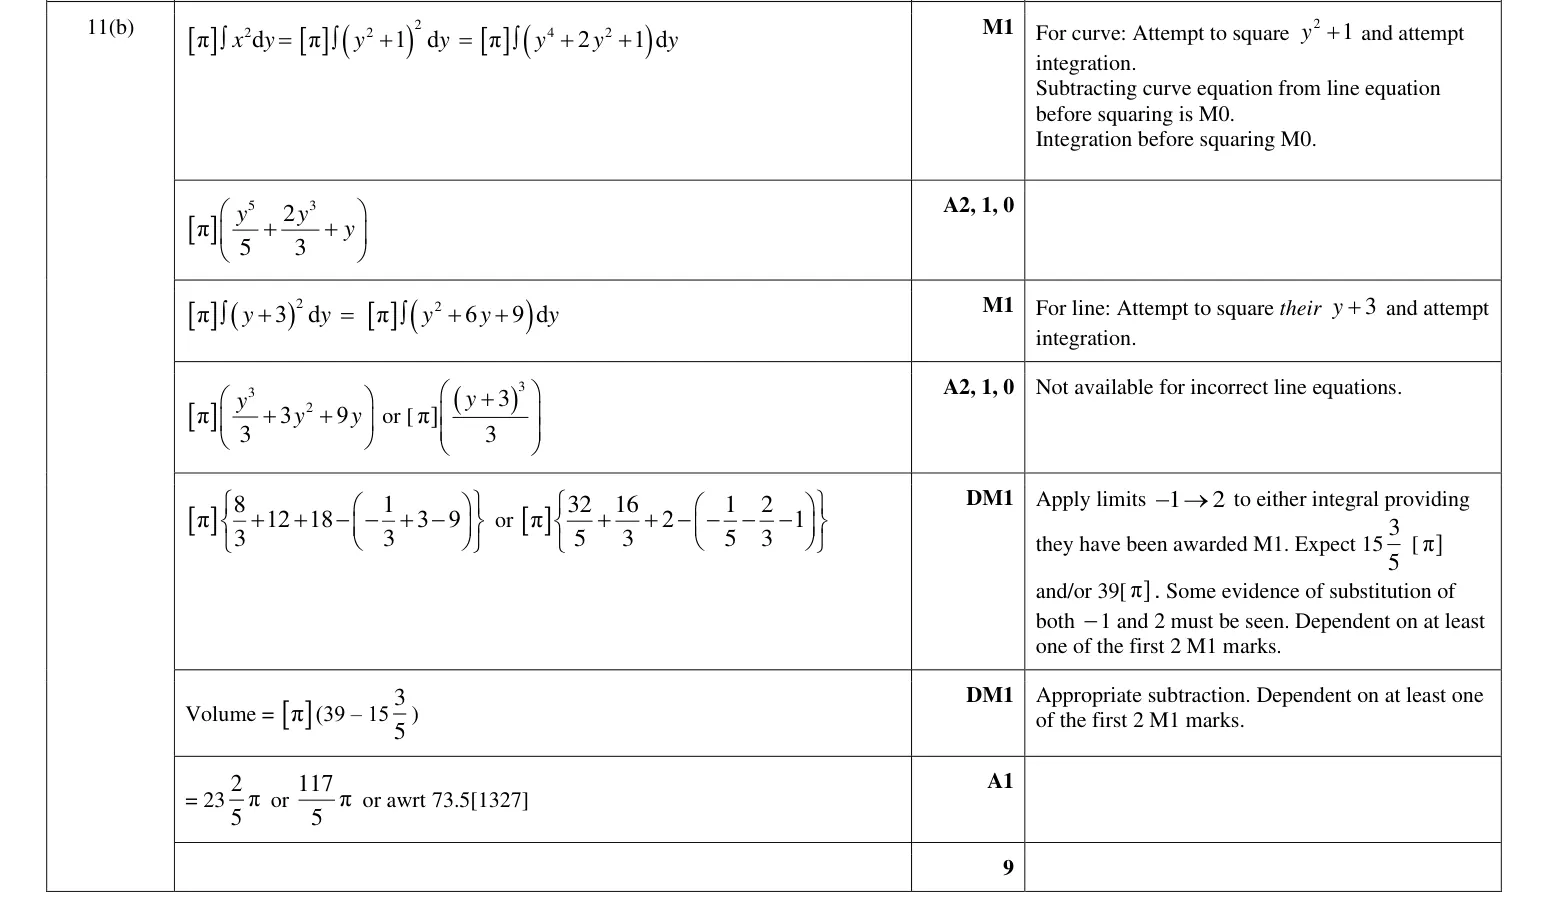 11(b)
[π]∫x²dy = [π]∫(y² + 1)² dy = [π]∫(y⁴ + 2y² + 1)dy
M1
For curve: Attempt to square y² + 1 and attempt
integration.
Subtracting curve equation from line equation
before squaring is M0.
Integration before squaring M0.
[π](y⁵/5 + 2y³/3 + y)
A2, 1, 0
[π]∫(y + 3)² dy = [π]∫(y² + 6y + 9)dy
M1
For line: Attempt to square their y + 3 and attempt
integration.
[π](y³/3 + 3y² + 9y) or [π]((y + 3)³/3)
A2, 1, 0
Not available for incorrect line equations.
[π]{8/3 + 12 + 18 − (−1/3 + 3 − 9)} or [π]{32/5 + 16/3 + 2 − (−1/5 − 2/3 − 1)}
DM1
Apply limits −1 → 2 to either integral providing
they have been awarded M1. Expect 15 3/5 [π]
and/or 39[π]. Some evidence of substitution of
both −1 and 2 must be seen. Dependent on at least
one of the first 2 M1 marks.
Volume = [π](39 – 15 3/5)
DM1
Appropriate subtraction. Dependent on at least one
of the first 2 M1 marks.
= 23 2/5 π or 117/5 π or awrt 73.5[1327]
A1
9